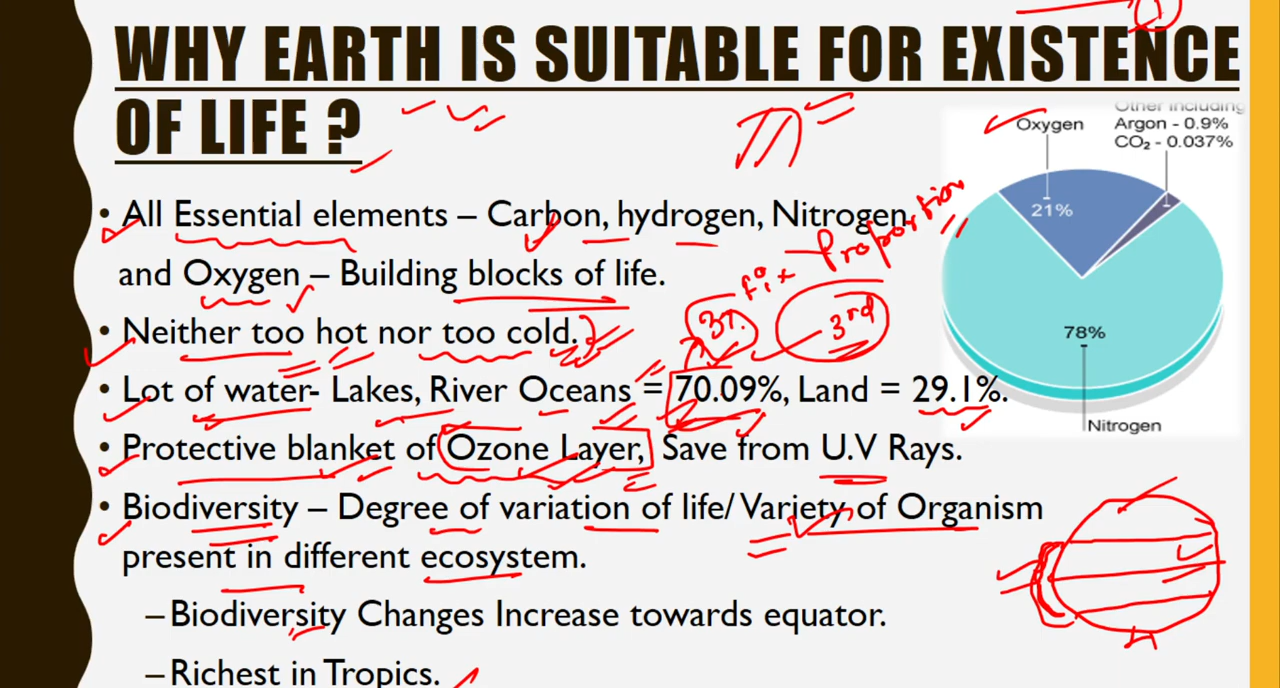 WHY EARTH IS SUITABLE FOR EXISTENCE
OF LIFE ?
• All Essential elements – Carbon, hydrogen, Nitrogen
and Oxygen – Building blocks of life.
• Neither too hot nor too cold.
• Lot of water- Lakes, River Oceans = 70.09%, Land = 29.1%.
• Protective blanket of Ozone Layer, Save from U.V Rays.
• Biodiversity – Degree of variation of life/ Variety of Organism
present in different ecosystem.
– Biodiversity Changes Increase towards equator.
– Richest in Tropics.
Other including
Oxygen
Argon - 0.9%
CO₂ - 0.037%
21%
78%
Nitrogen
fix Proportion
3rd
1